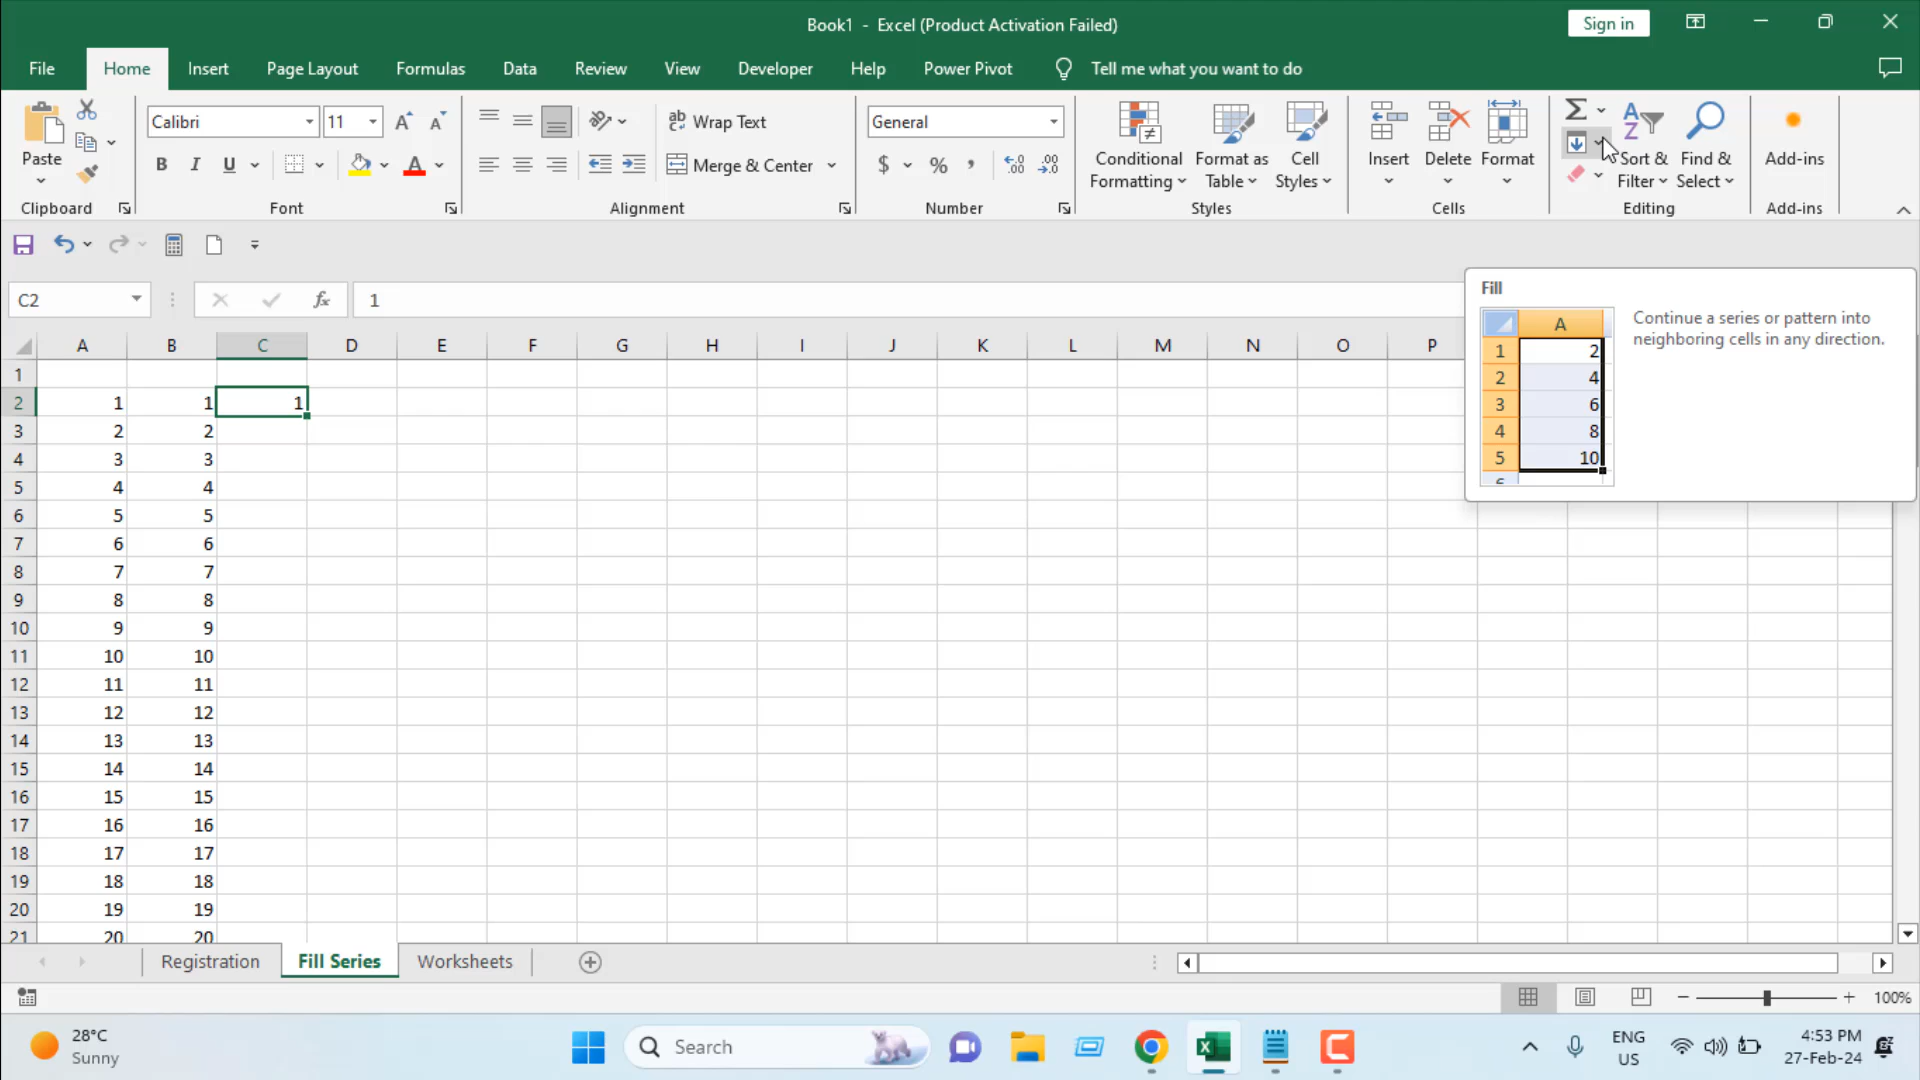 Book1 - Excel (Product Activation Failed)
Sign in
File Home Insert Page Layout Formulas Data Review View Developer Help Power Pivot Tell me what you want to do
Paste
Clipboard
Calibri 11
B I U A
Font
Wrap Text
Merge & Center
Alignment
General
$ % ,
Number
Conditional Formatting
Format as Table
Cell Styles
Styles
Insert
Delete
Format
Cells
Sort & Filter
Find & Select
Editing
Add-ins
Add-ins
C2
fx
1
Fill
Continue a series or pattern into
neighboring cells in any direction.
A
1 2
2 4
3 6
4 8
5 10
A B C D E F G H I J K L M N O P
1
2 1 1 1
3 2 2
4 3 3
5 4 4
6 5 5
7 6 6
8 7 7
9 8 8
10 9 9
11 10 10
12 11 11
13 12 12
14 13 13
15 14 14
16 15 15
17 16 16
18 17 17
19 18 18
20 19 19
21 20 20
Registration Fill Series Worksheets
100%
28°C
Sunny
Search
ENG
US
4:53 PM
27-Feb-24